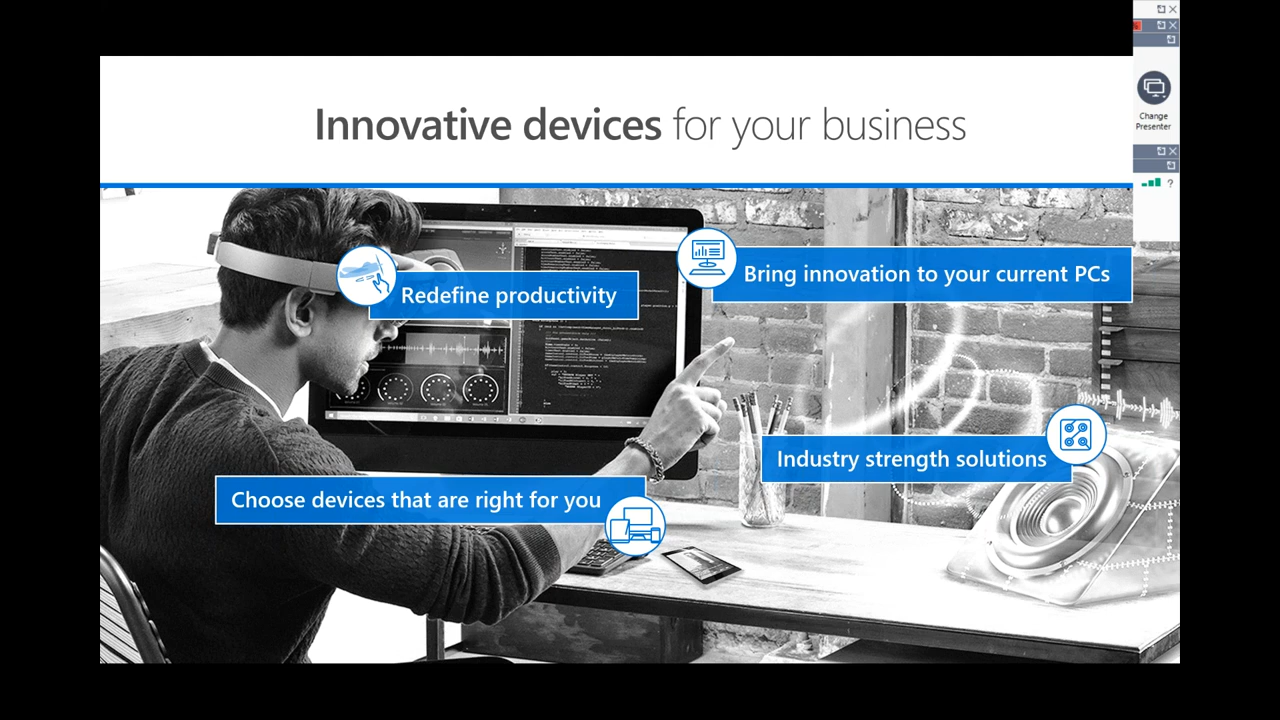 Innovative devices for your business
Change
Presenter
?
Redefine productivity
Bring innovation to your current PCs
Industry strength solutions
Choose devices that are right for you